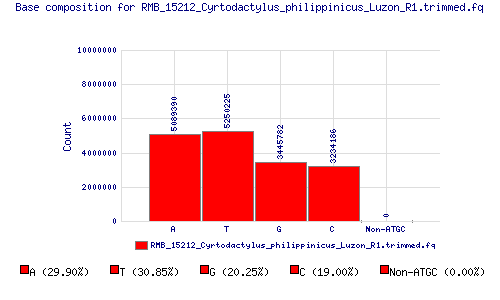 Base composition for RMB_15212_Cyrtodactylus_philippinicus_Luzon_R1.trimmed.fq
10000000
8000000
6000000
4000000
2000000
0
Count
5089390
5250225
3445782
3234186
0
A T G C Non-ATGC
RMB_15212_Cyrtodactylus_philippinicus_Luzon_R1.trimmed.fq
A (29.90%) T (30.85%) G (20.25%) C (19.00%) Non-ATGC (0.00%)